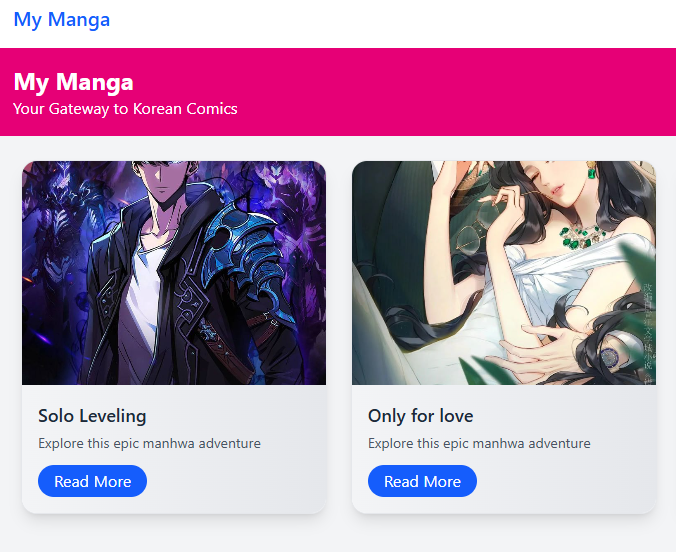 My Manga
My Manga
Your Gateway to Korean Comics
Solo Leveling
Explore this epic manhwa adventure
Read More
Only for love
Explore this epic manhwa adventure
Read More